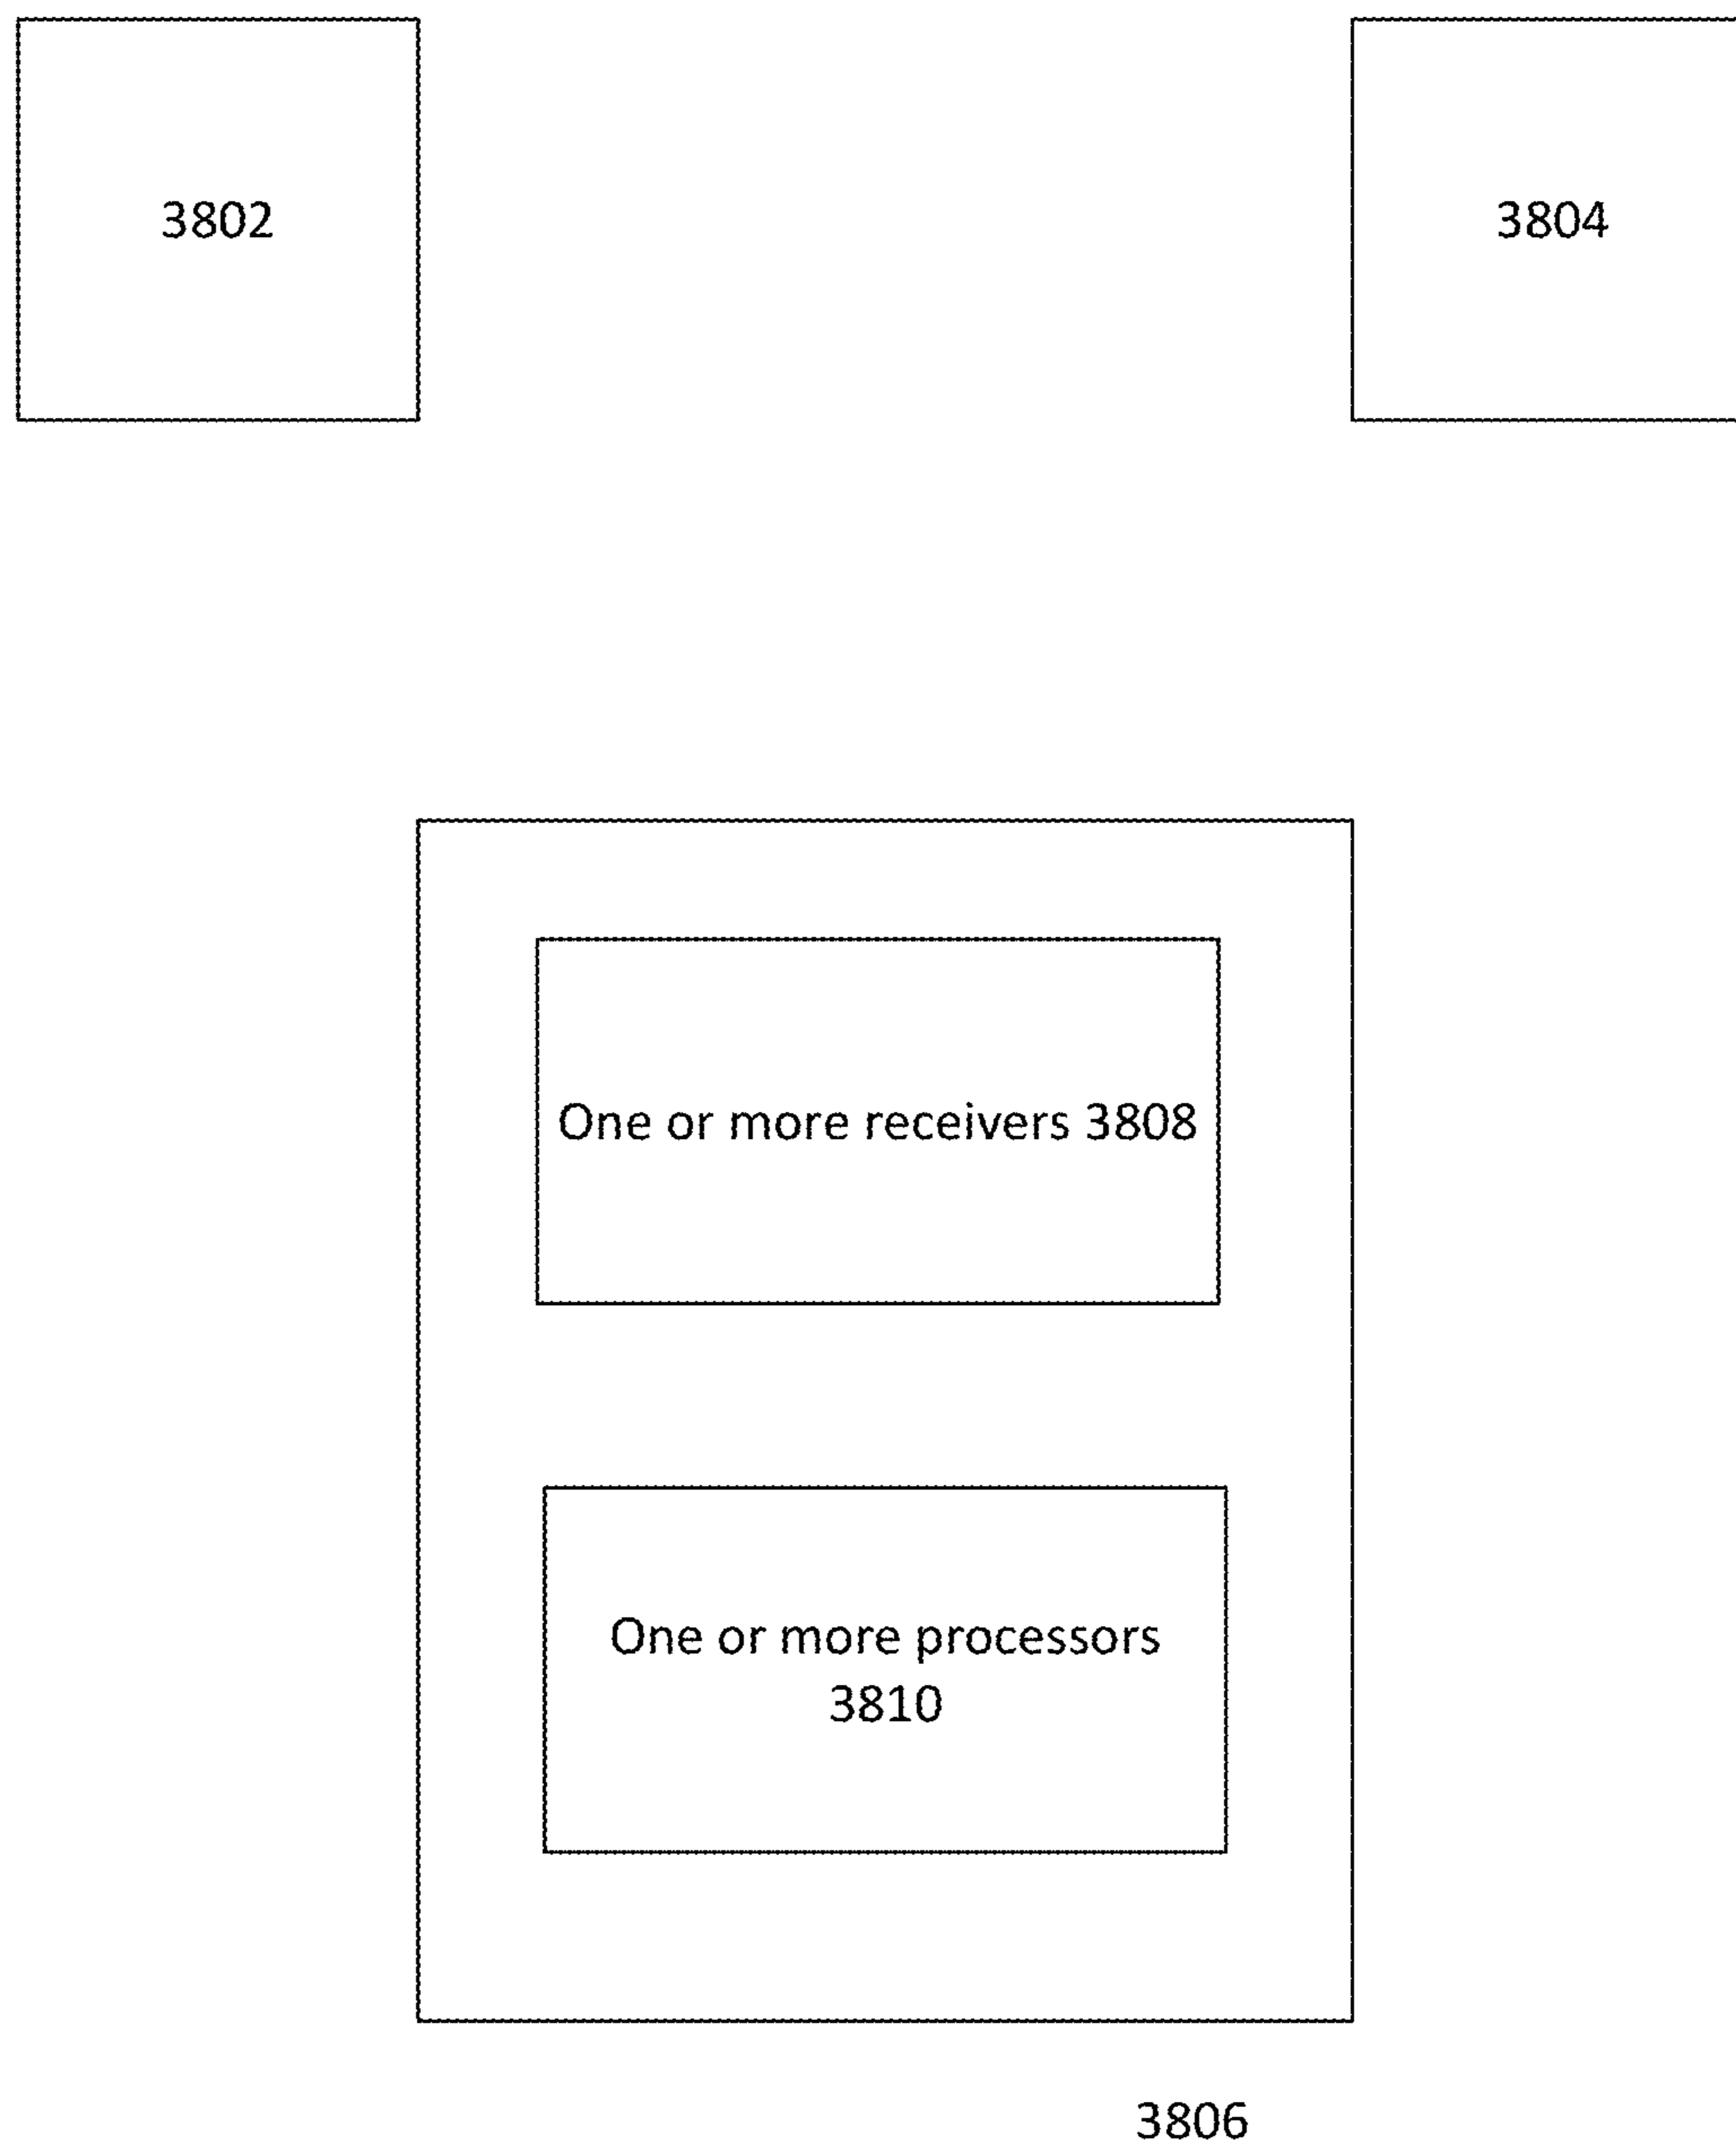 3802
3804
One or more receivers 3808
One or more processors
3810
3806